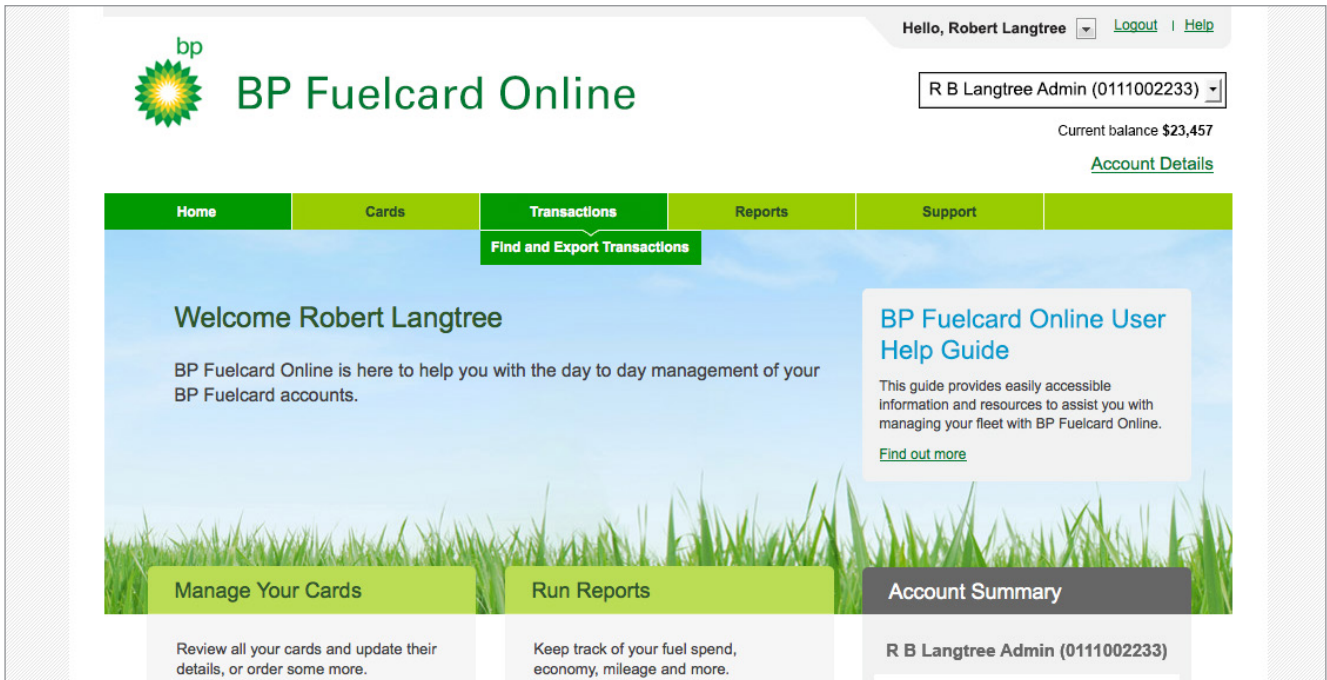 Hello, Robert Langtree Logout | Help
bp
BP Fuelcard Online
R B Langtree Admin (0111002233)
Current balance $23,457
Account Details
Home Cards Transactions Reports Support
Find and Export Transactions
Welcome Robert Langtree
BP Fuelcard Online is here to help you with the day to day management of your
BP Fuelcard accounts.
BP Fuelcard Online User
Help Guide
This guide provides easily accessible
information and resources to assist you with
managing your fleet with BP Fuelcard Online.
Find out more
Manage Your Cards
Review all your cards and update their
details, or order some more.
Run Reports
Keep track of your fuel spend,
economy, mileage and more.
Account Summary
R B Langtree Admin (0111002233)